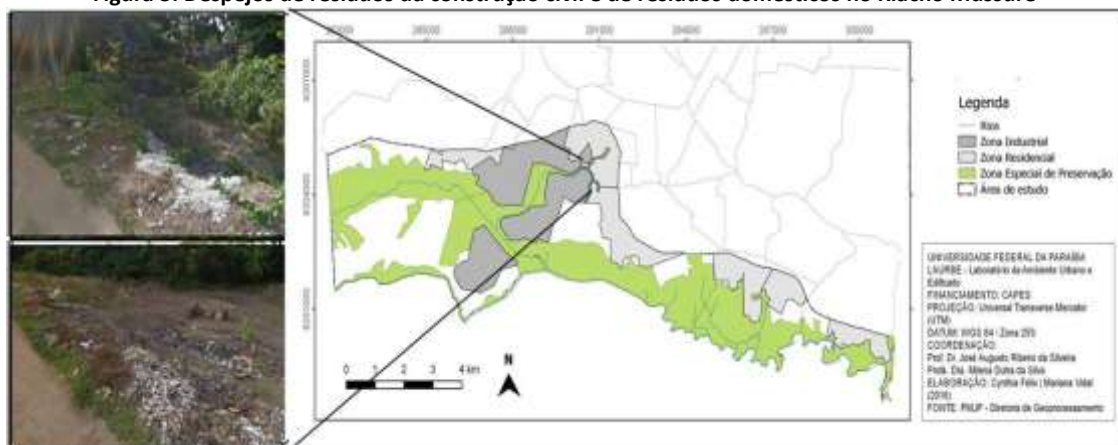 Figura 5: Despejos de resíduos da construção civil e de resíduos domésticos no Riacho Mussuré
Legenda
Rios
Zona Industrial
Zona Residencial
Zona Especial de Preservação
Área de estudo
N
0 1 2 3 4 km
UNIVERSIDADE FEDERAL DA PARAÍBA
LAURBE - Laboratório do Ambiente Urbano e
Edificado
FINANCIAMENTO: CAPES
PROJEÇÃO: Universal Transverse Mercator
(UTM)
DATUM: WGS 84 - Zona 25S
COORDENAÇÃO:
Prof. Dr. José Augusto Ribeiro da Silveira
Profa. Dra. Milena Dutra da Silva
ELABORAÇÃO: Cynthia Félix | Mariana Vidal
(2016)
FONTE: PMJP - Diretoria de Geoprocessamento